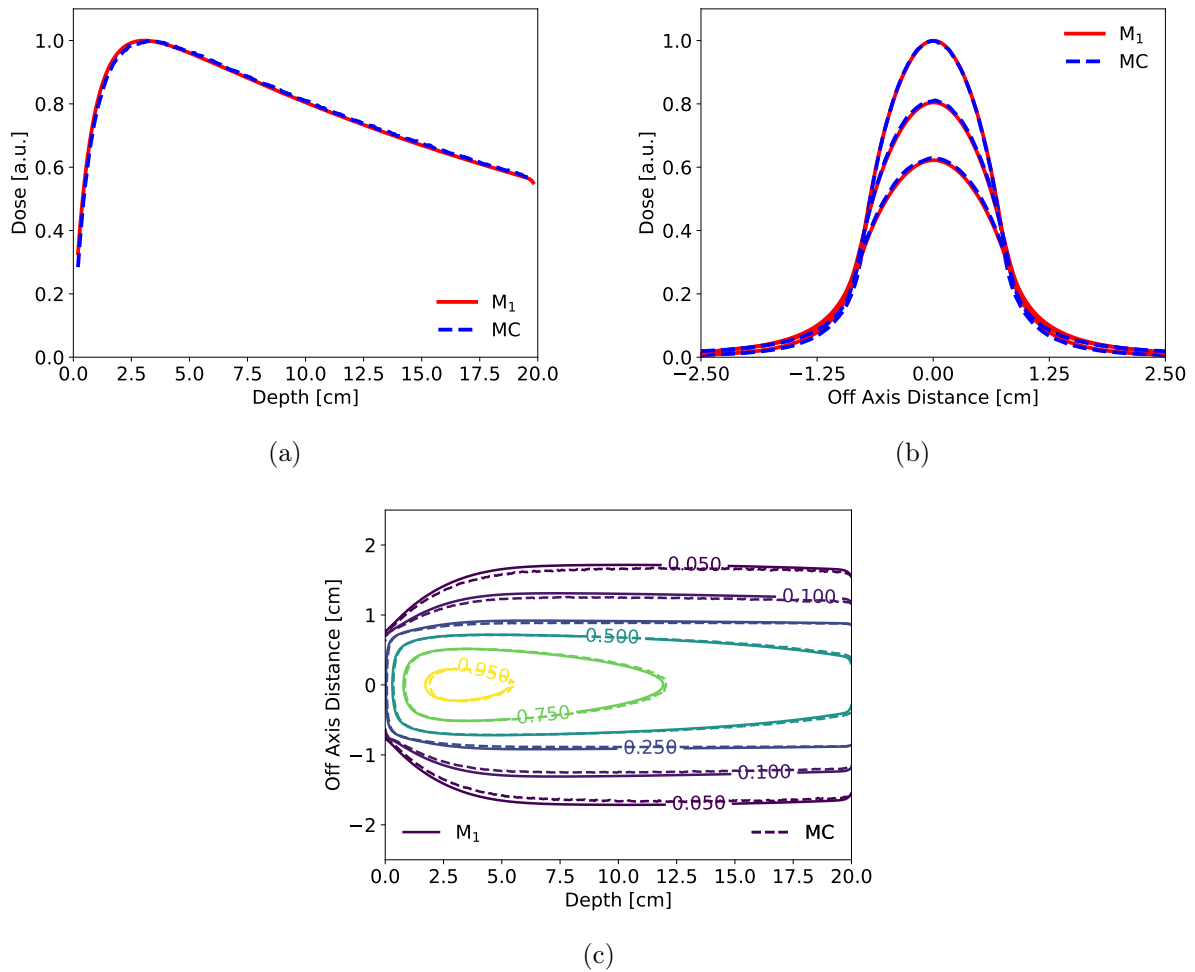 1.0
0.8
0.6
0.4
0.2
0.0
Dose [a.u.]
M1
MC
0.0 2.5 5.0 7.5 10.0 12.5 15.0 17.5 20.0
Depth [cm]
(a)
1.0
0.8
0.6
0.4
0.2
0.0
Dose [a.u.]
M1
MC
−2.50 −1.25 0.00 1.25 2.50
Off Axis Distance [cm]
(b)
2
1
0
−1
−2
Off Axis Distance [cm]
0.050
0.100
0.500
0.950
0.750
0.250
0.100
0.050
M1 MC
0.0 2.5 5.0 7.5 10.0 12.5 15.0 17.5 20.0
Depth [cm]
(c)